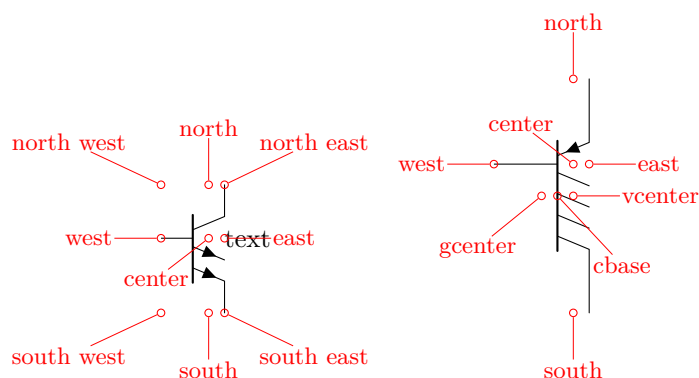 north west
north
north east
west
text
east
center
south west
south
south east
north
center
west
east
vcenter
gcenter
cbase
south